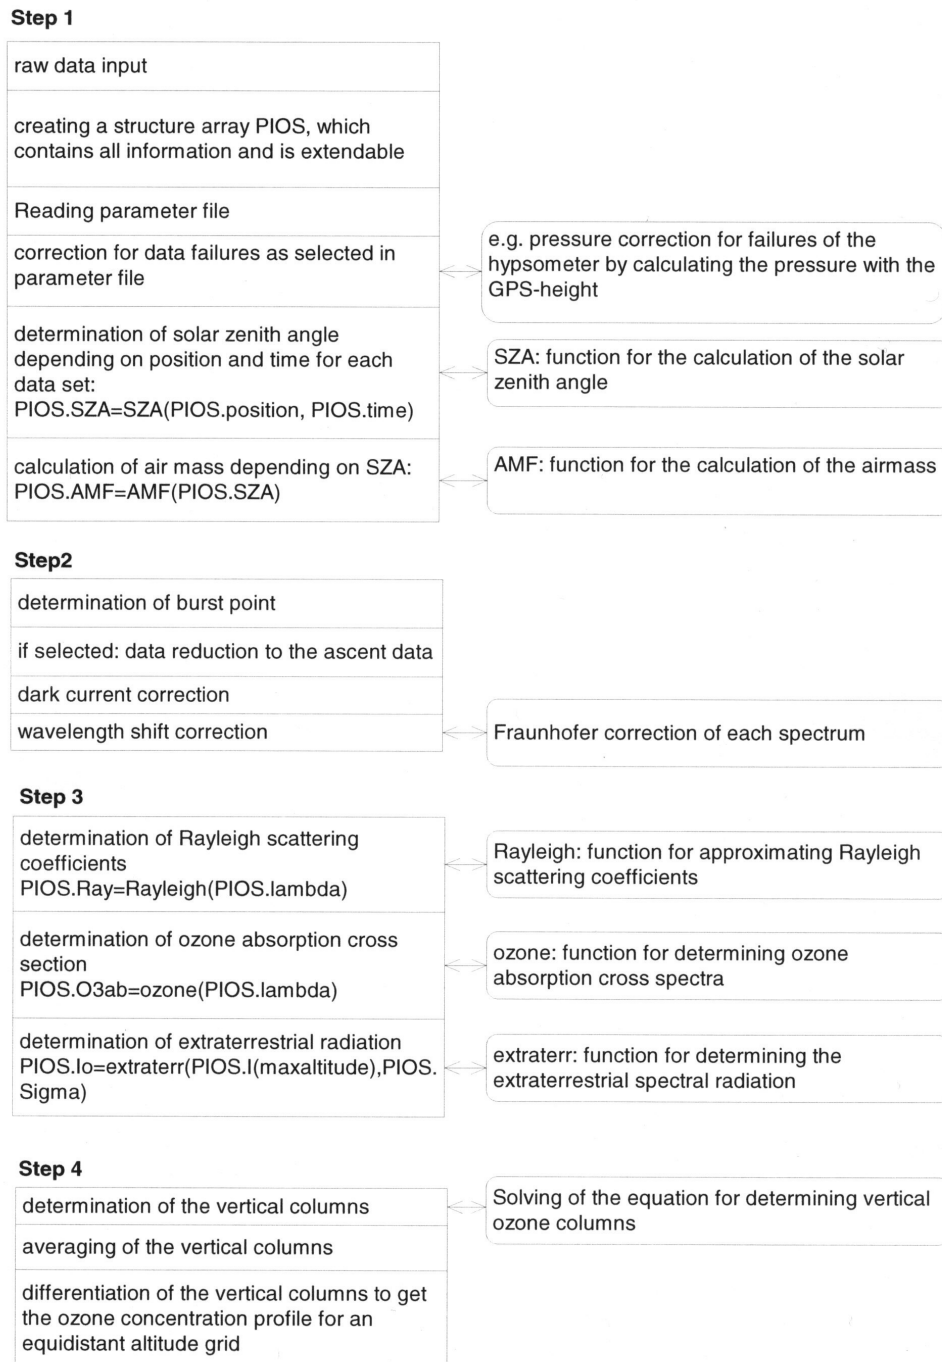 Step 1
raw data input
creating a structure array PIOS, which
contains all information and is extendable
Reading parameter file
correction for data failures as selected in
parameter file
e.g. pressure correction for failures of the
hypsometer by calculating the pressure with the
GPS-height
determination of solar zenith angle
depending on position and time for each
data set:
PIOS.SZA=SZA(PIOS.position, PIOS.time)
SZA: function for the calculation of the solar
zenith angle
calculation of air mass depending on SZA:
PIOS.AMF=AMF(PIOS.SZA)
AMF: function for the calculation of the airmass
Step2
determination of burst point
if selected: data reduction to the ascent data
dark current correction
wavelength shift correction
Fraunhofer correction of each spectrum
Step 3
determination of Rayleigh scattering
coefficients
PIOS.Ray=Rayleigh(PIOS.lambda)
Rayleigh: function for approximating Rayleigh
scattering coefficients
determination of ozone absorption cross
section
PIOS.O3ab=ozone(PIOS.lambda)
ozone: function for determining ozone
absorption cross spectra
determination of extraterrestrial radiation
PIOS.Io=extraterr(PIOS.I(maxaltitude),PIOS.
Sigma)
extraterr: function for determining the
extraterrestrial spectral radiation
Step 4
determination of the vertical columns
Solving of the equation for determining vertical
ozone columns
averaging of the vertical columns
differentiation of the vertical columns to get
the ozone concentration profile for an
equidistant altitude grid